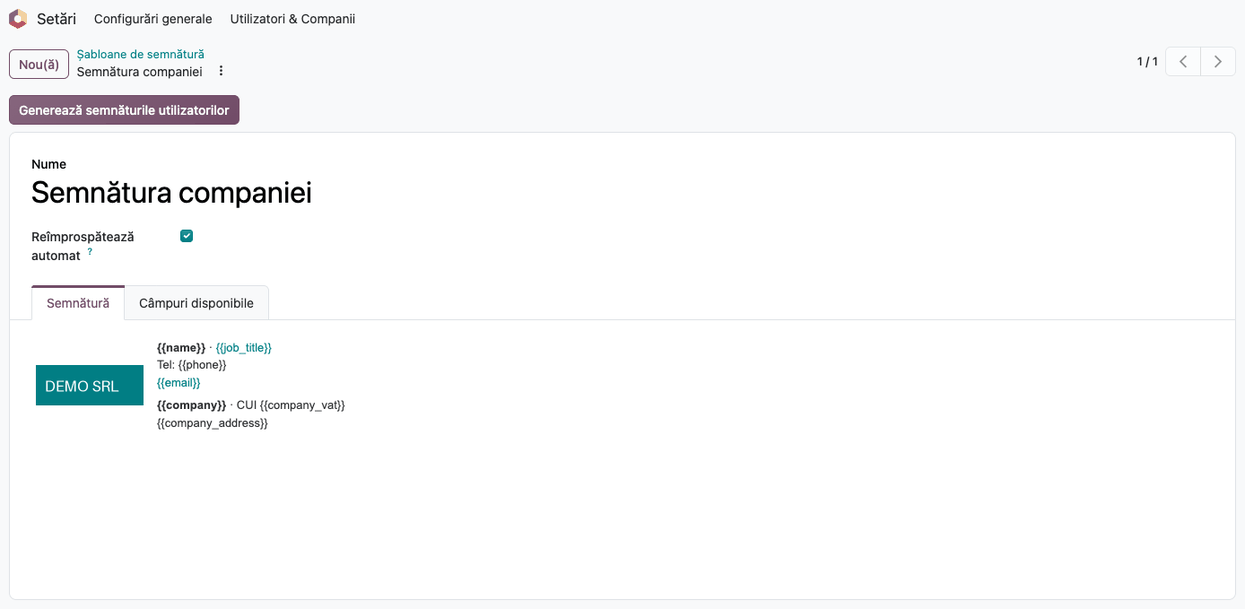 Setări Configurări generale Utilizatori & Companii
Nou(ă) Șabloane de semnătură
Semnătura companiei
1 / 1
Generează semnăturile utilizatorilor
Nume
Semnătura companiei
Reîmprospătează
automat ?
Semnătură Câmpuri disponibile
DEMO SRL
{{name}} · {{job_title}}
Tel: {{phone}}
{{email}}
{{company}} · CUI {{company_vat}}
{{company_address}}